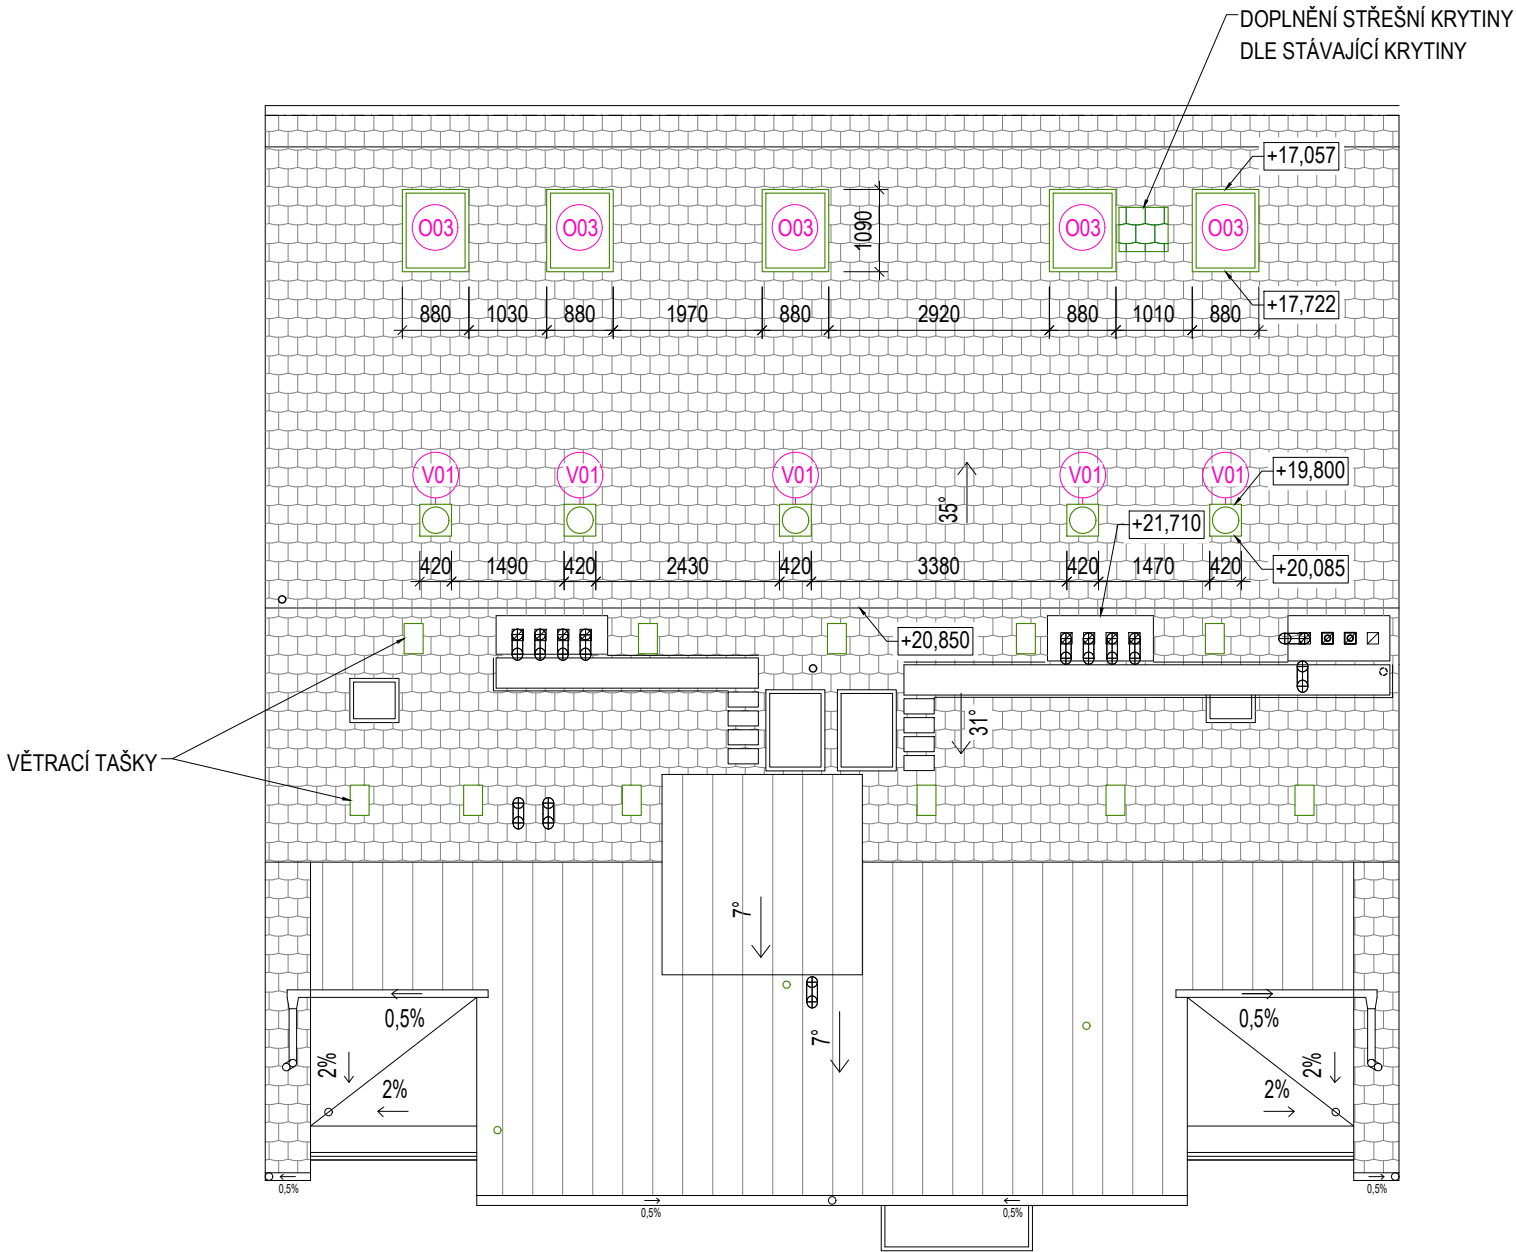 DOPLNĚNÍ STŘEŠNÍ KRYTINY
DLE STÁVAJÍCÍ KRYTINY
+17,057
O03 O03 O03 O03 O03
1090
+17,722
880 1030 880 1970 880 2920 880 1010 880
V01 V01 V01 V01 V01
+19,800
35°
+21,710
+20,085
420 1490 420 2430 420 3380 420 1470 420
+20,850
31°
VĚTRACÍ TAŠKY
7°
7°
0,5% 0,5%
2% 2%
2% 2%
0,5% 0,5%
0,5% 0,5%